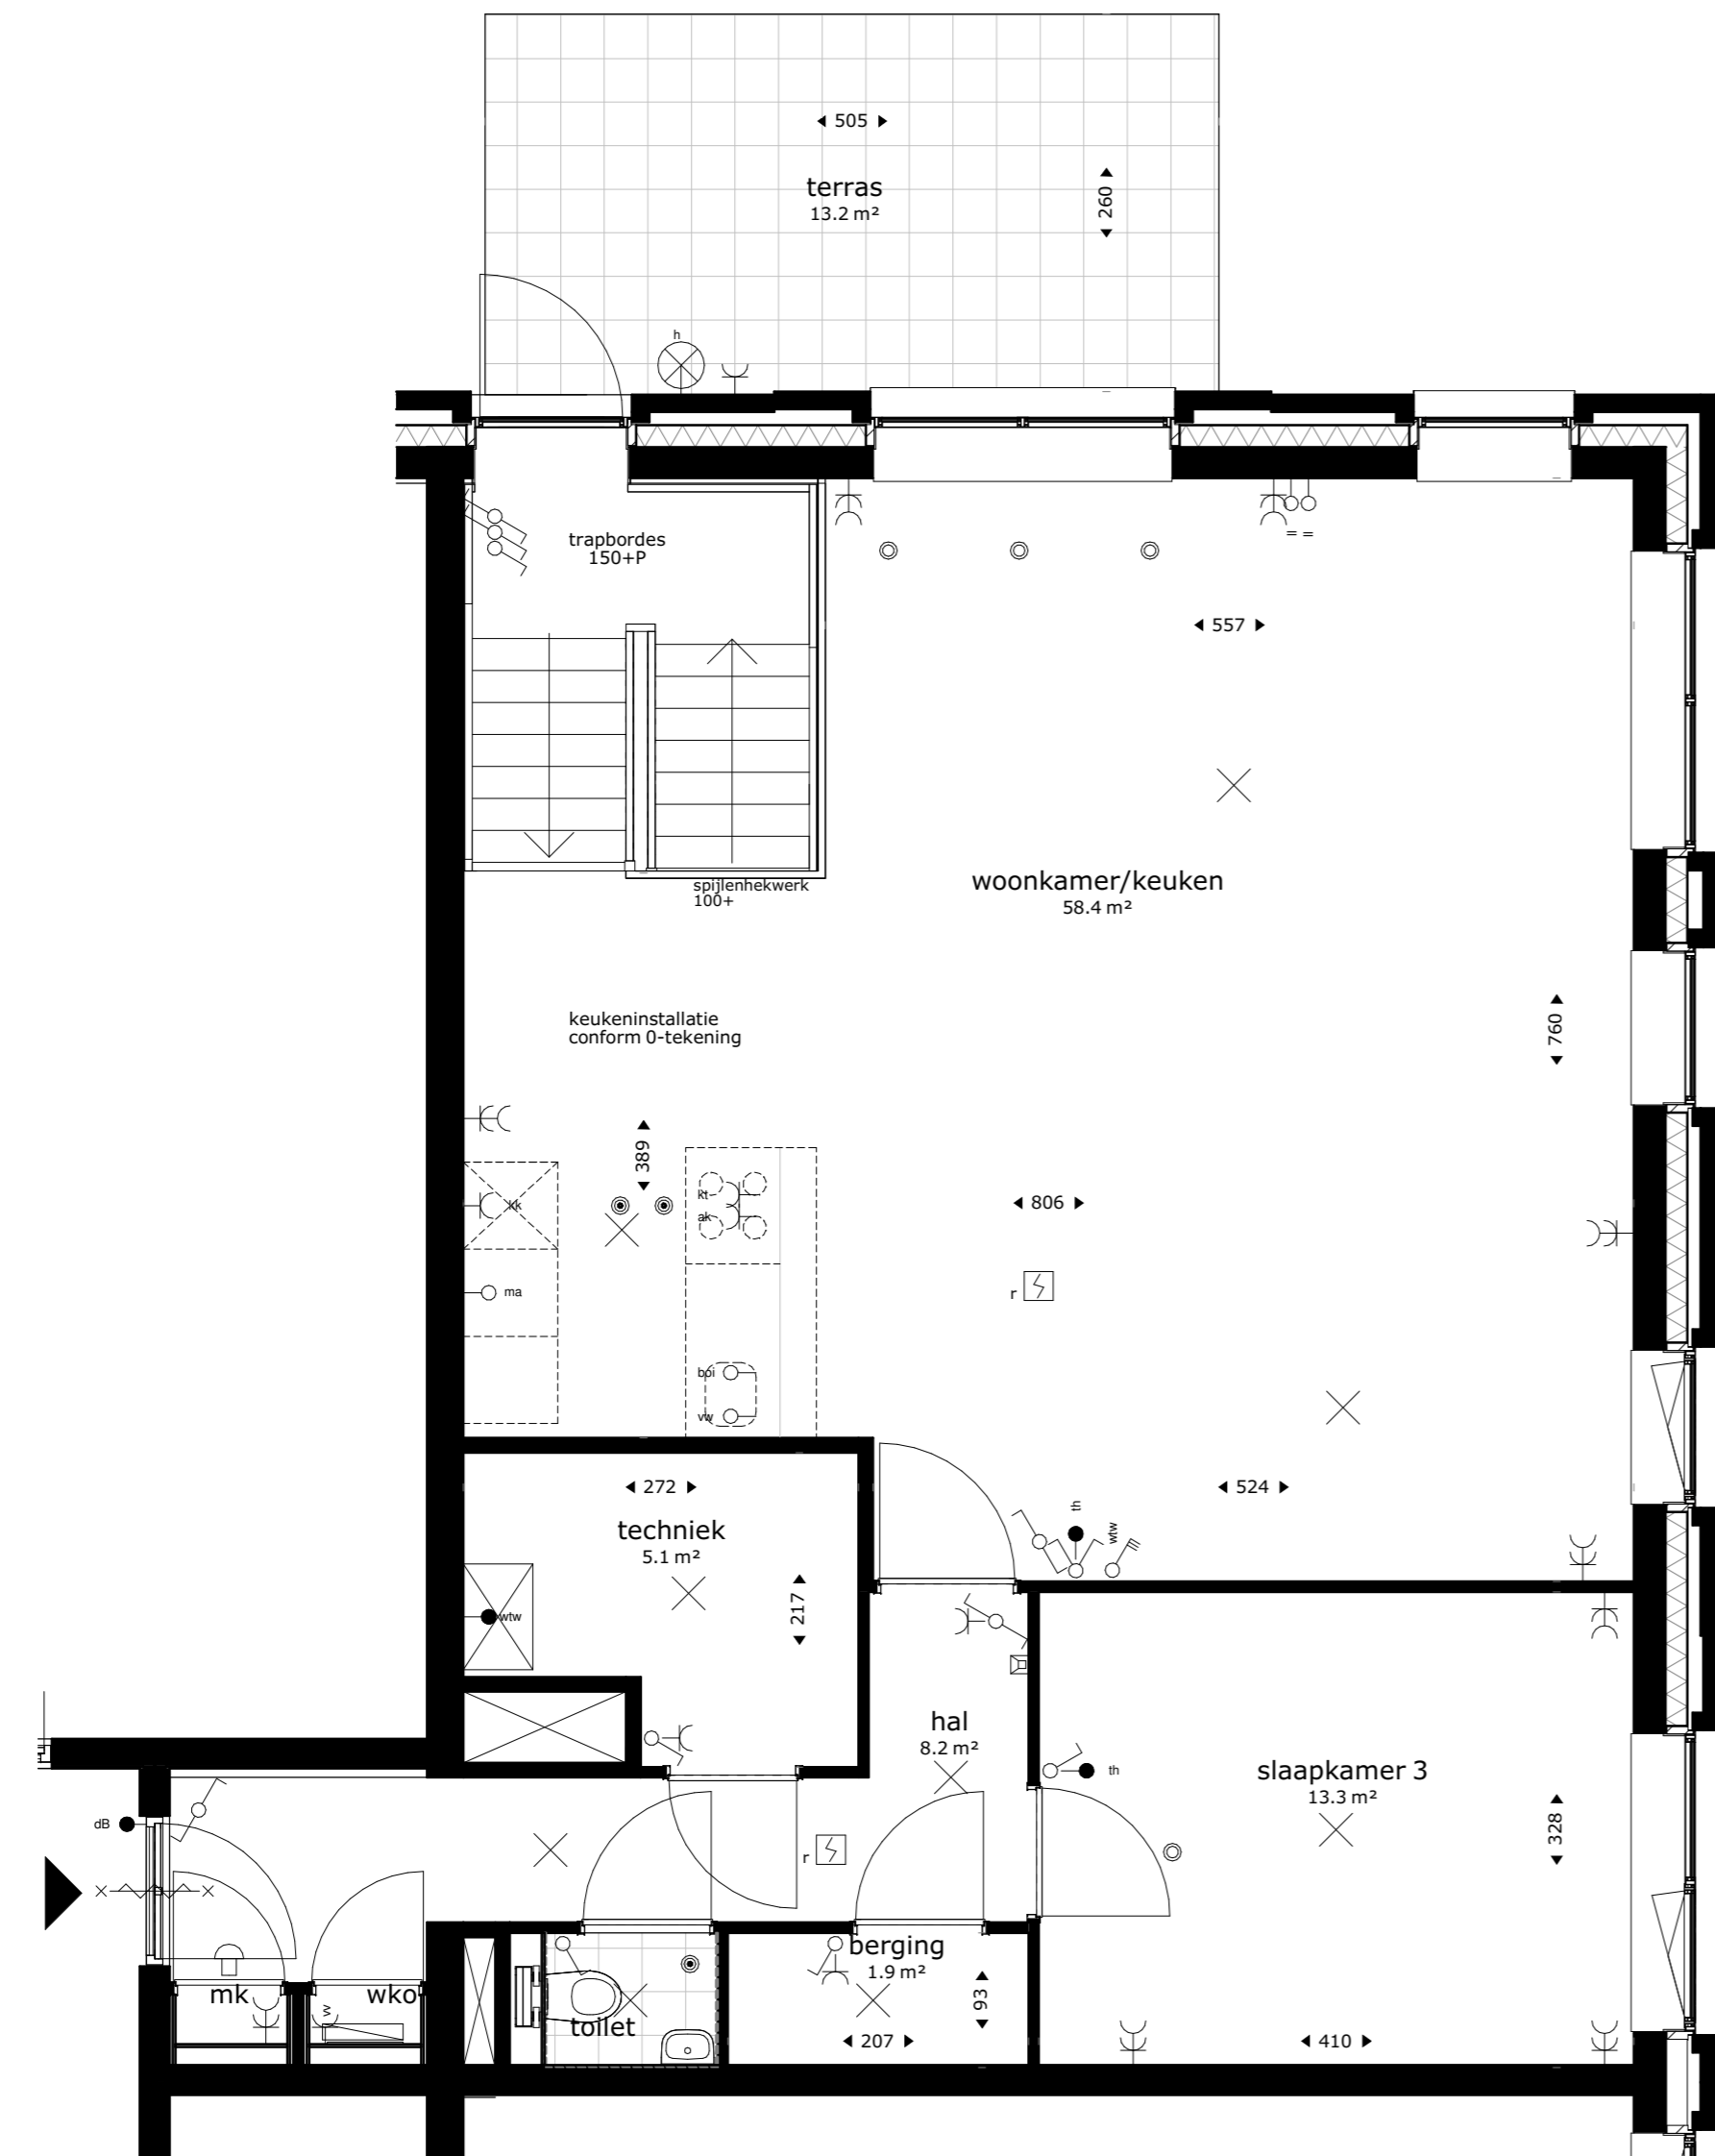 505
terras
13.2 m²
260
h
trapbordes
150+P
= =
557
woonkamer/keuken
58.4 m²
spijlenhekwerk
100+
keukeninstallatie
conform 0-tekening
760
389
kk
kt
ak
806
ma
r
boi
vw
272
techniek
5.1 m²
524
th
wtw
217
wtw
hal
8.2 m²
th
slaapkamer 3
13.3 m²
328
dB
r
berging
1.9 m²
93
mk
wko
w
toilet
207
410